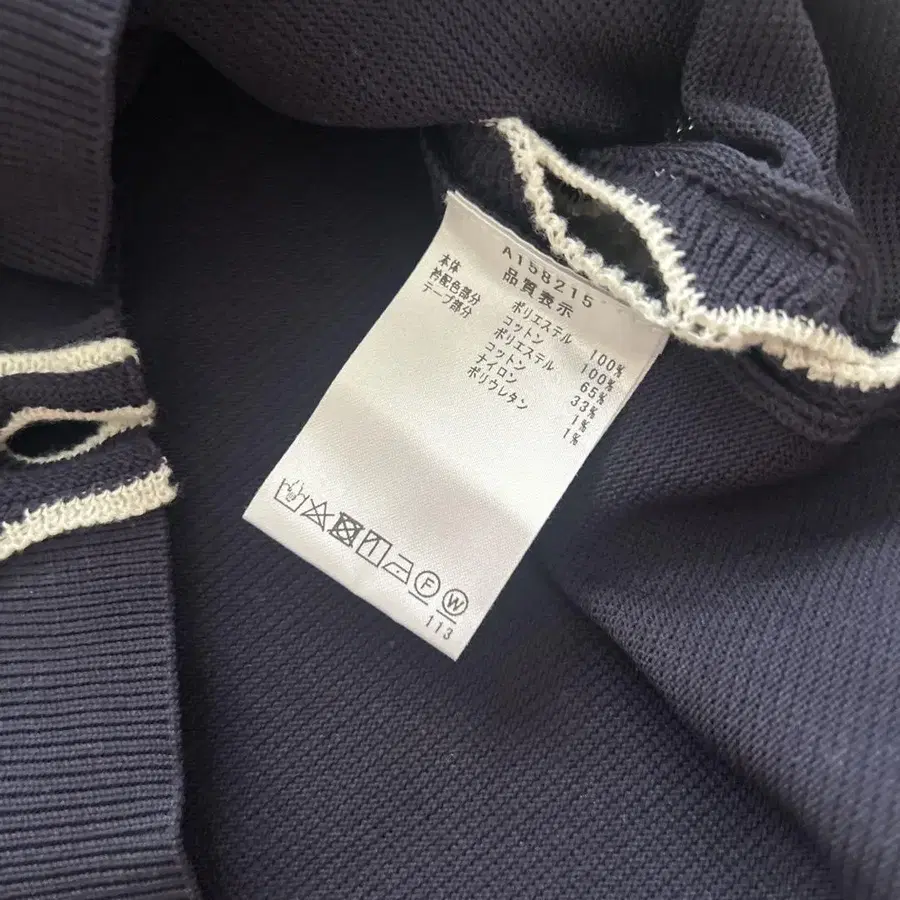 A158215
品質表示
本体 ポリエステル 100%
衿配色部分 コットン 100%
テープ部分 ポリエステル 65%
コットン 33%
ナイロン 1%
ポリウレタン 1%
F W
113